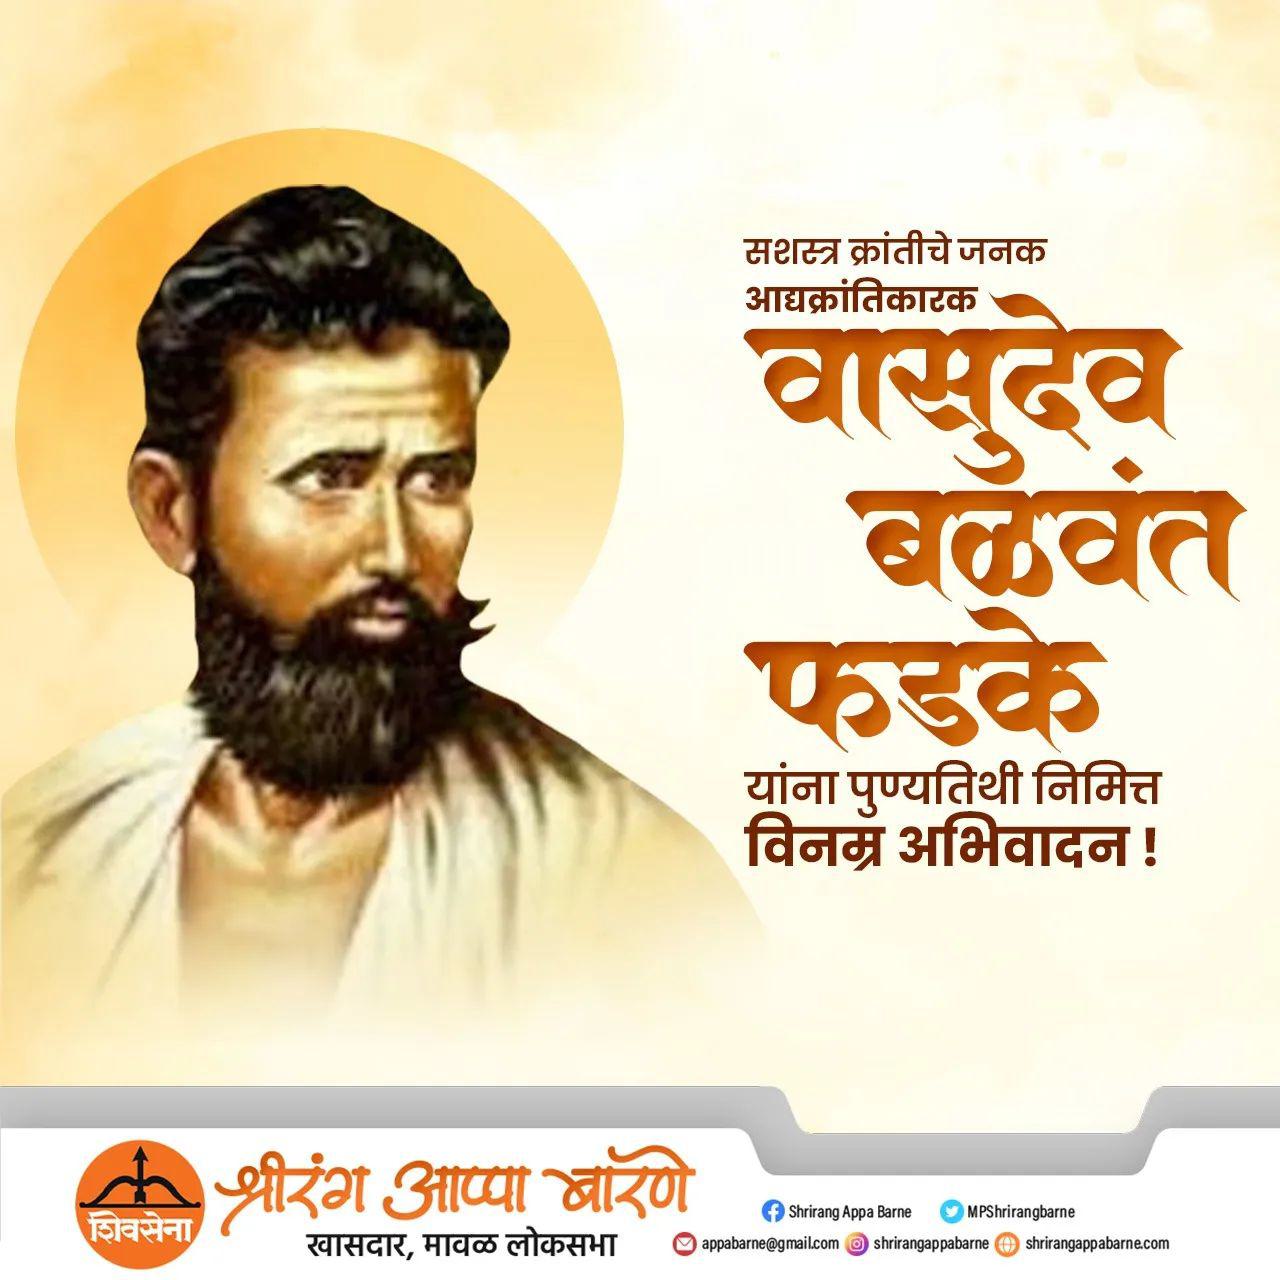 सशस्त्र क्रांतीचे जनक
आद्यक्रांतिकारक
वासुदेव
बळवंत
फडके
यांना पुण्यतिथी निमित्त
विनम्र अभिवादन !
शिवसेना
श्रीरंग आप्पा बारणे
खासदार, मावळ लोकसभा
Shrirang Appa Barne MPShrirangbarne
appabarne@gmail.com shrirangappabarne shrirangappabarne.com